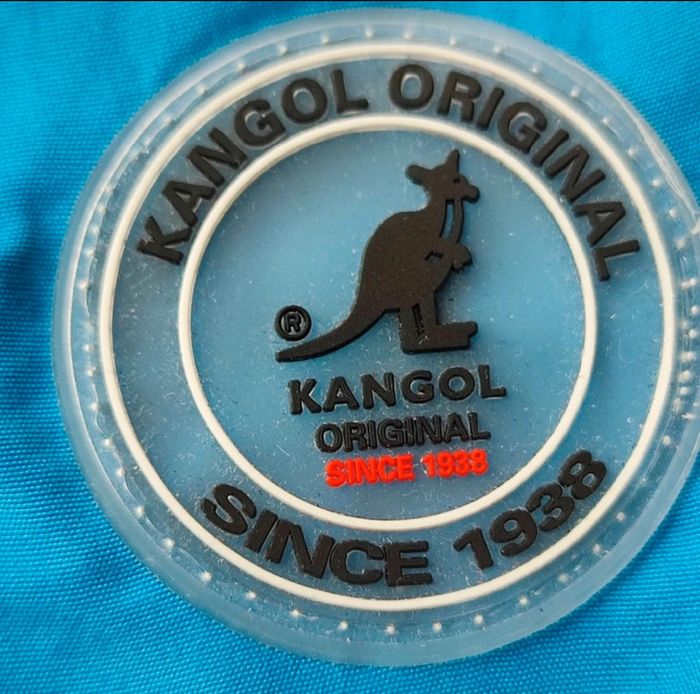 KANGOL ORIGINAL
®
KANGOL
ORIGINAL
SINCE 1938
SINCE 1938